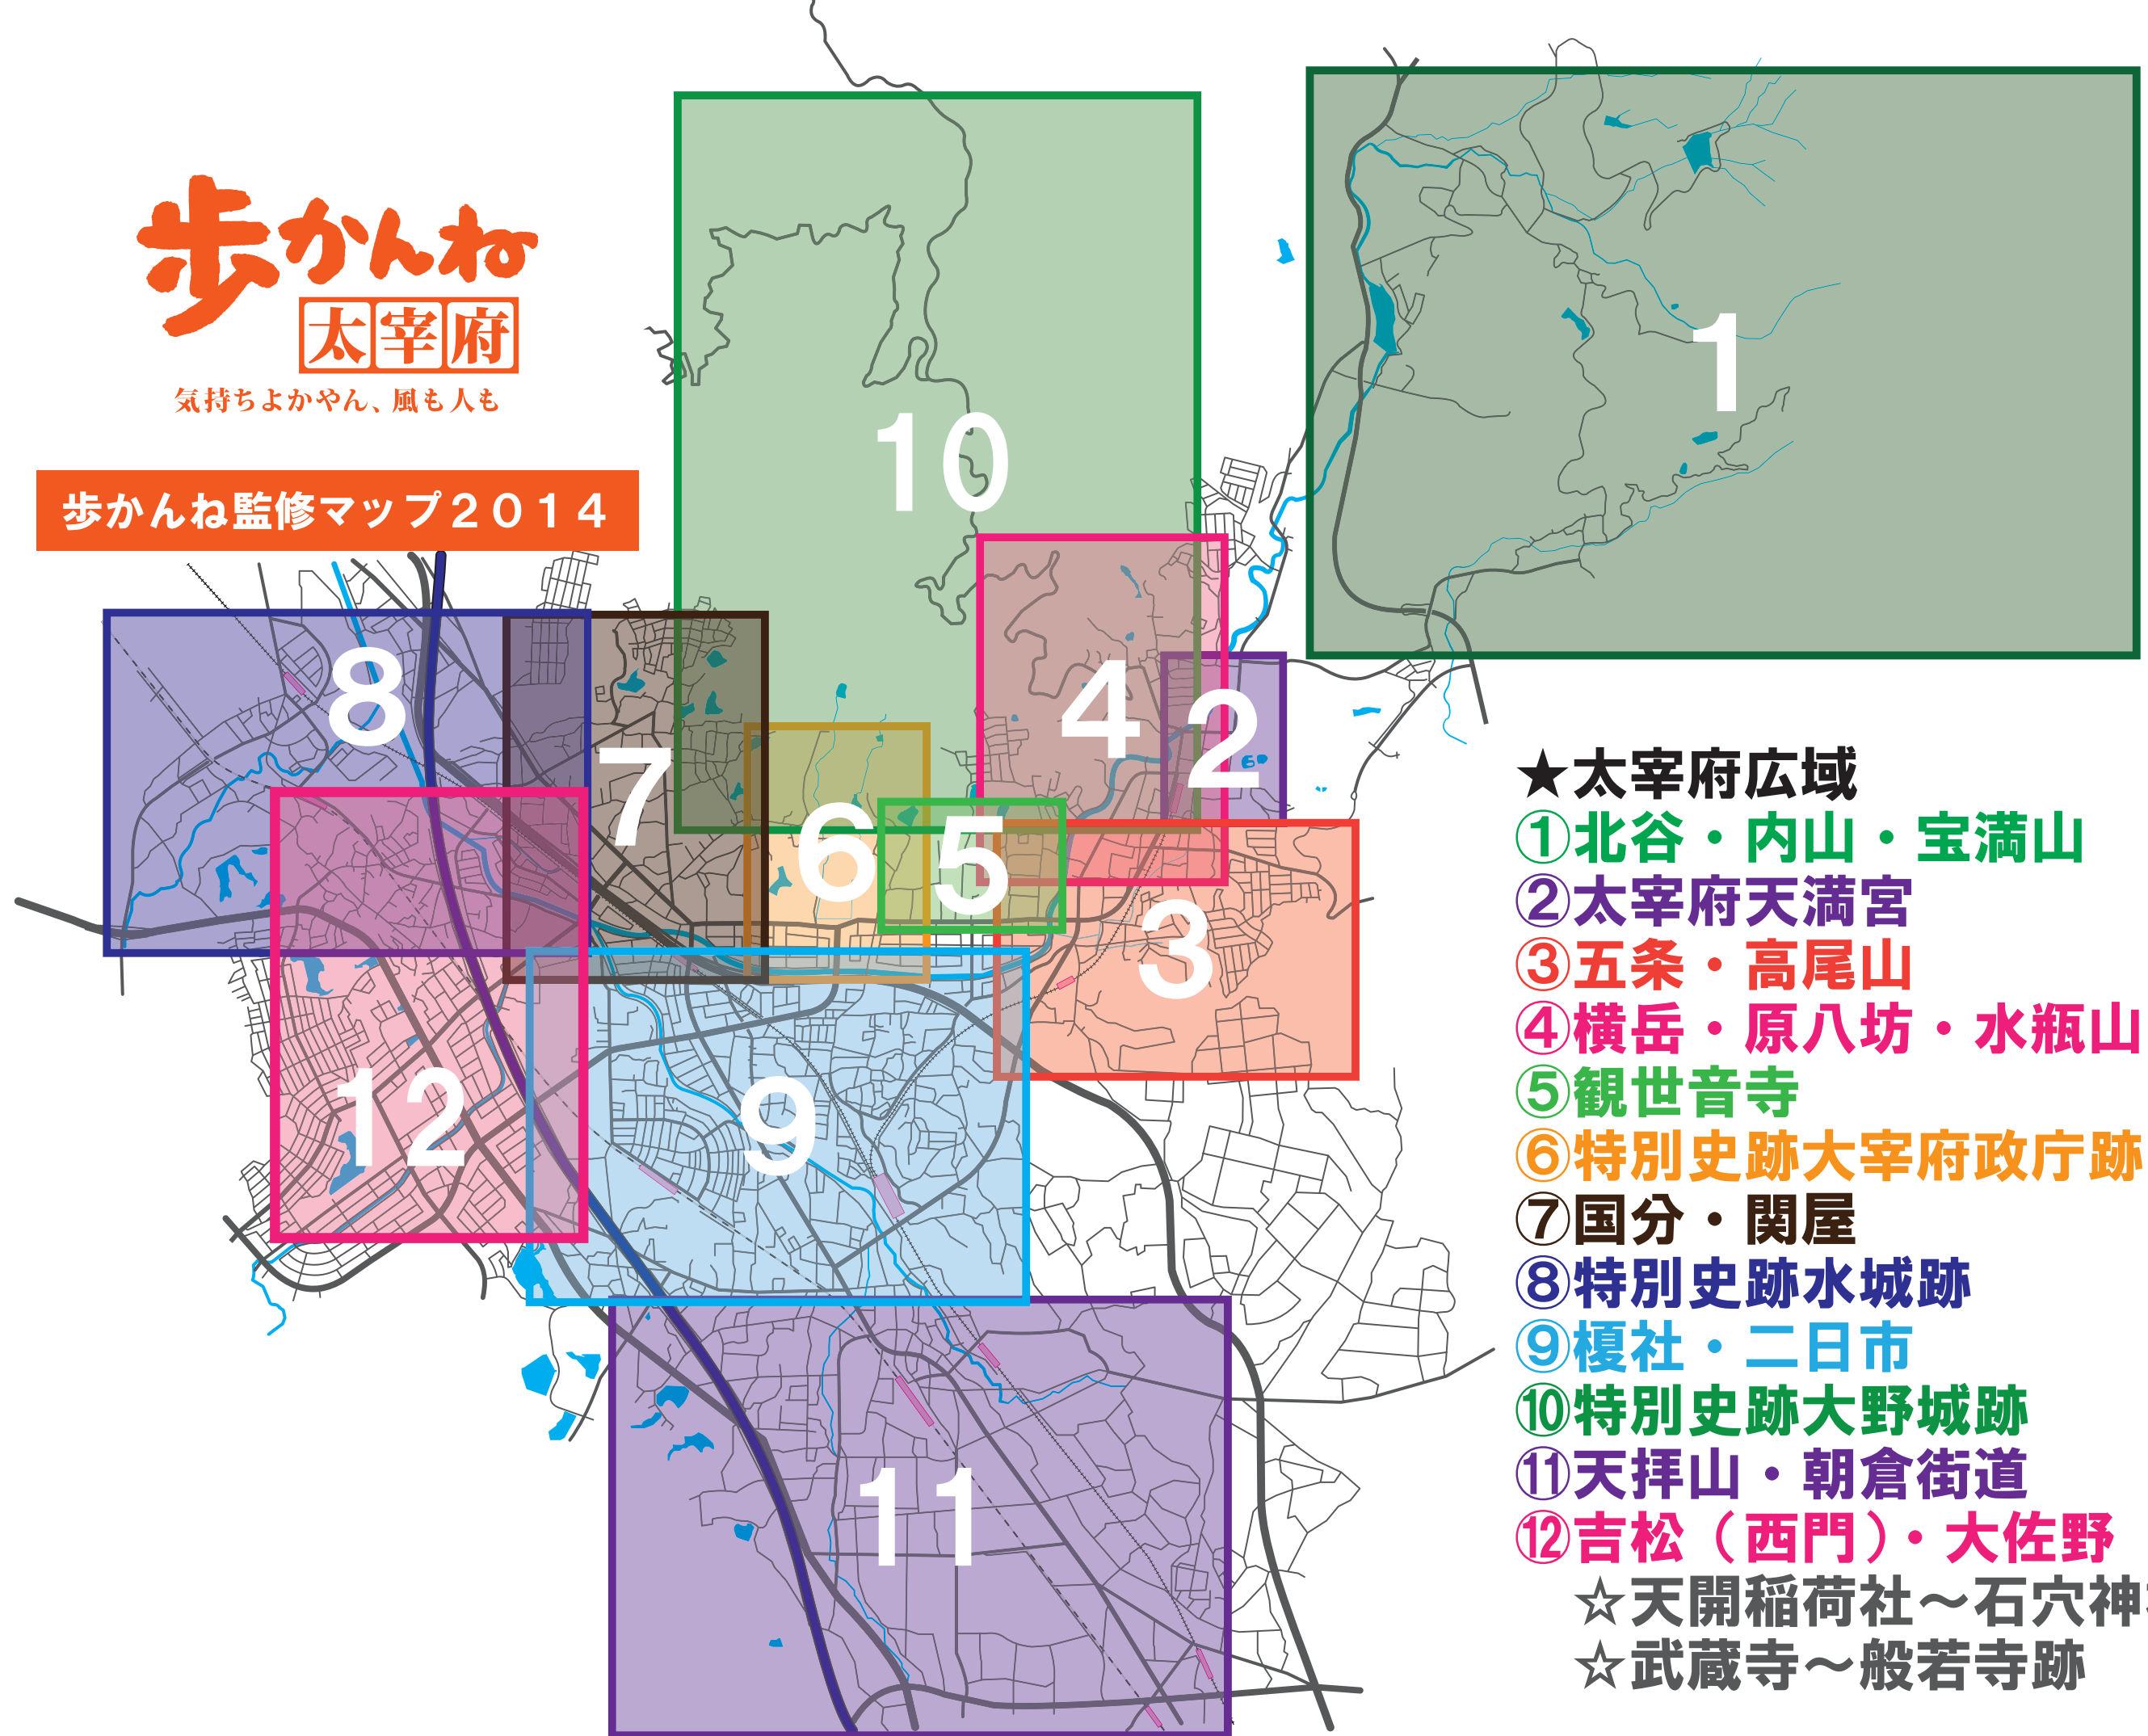 歩かんね
太宰府
気持ちよかやん、風も人も
歩かんね監修マップ２０１４
10
1
8
4
2
7
6
5
3
12
9
11
★太宰府広域
①北谷・内山・宝満山
②太宰府天満宮
③五条・高尾山
④横岳・原八坊・水瓶山
⑤観世音寺
⑥特別史跡大宰府政庁跡
⑦国分・関屋
⑧特別史跡水城跡
⑨榎社・二日市
⑩特別史跡大野城跡
⑪天拝山・朝倉街道
⑫吉松（西門）・大佐野
☆天開稲荷社～石穴神
☆武蔵寺～般若寺跡